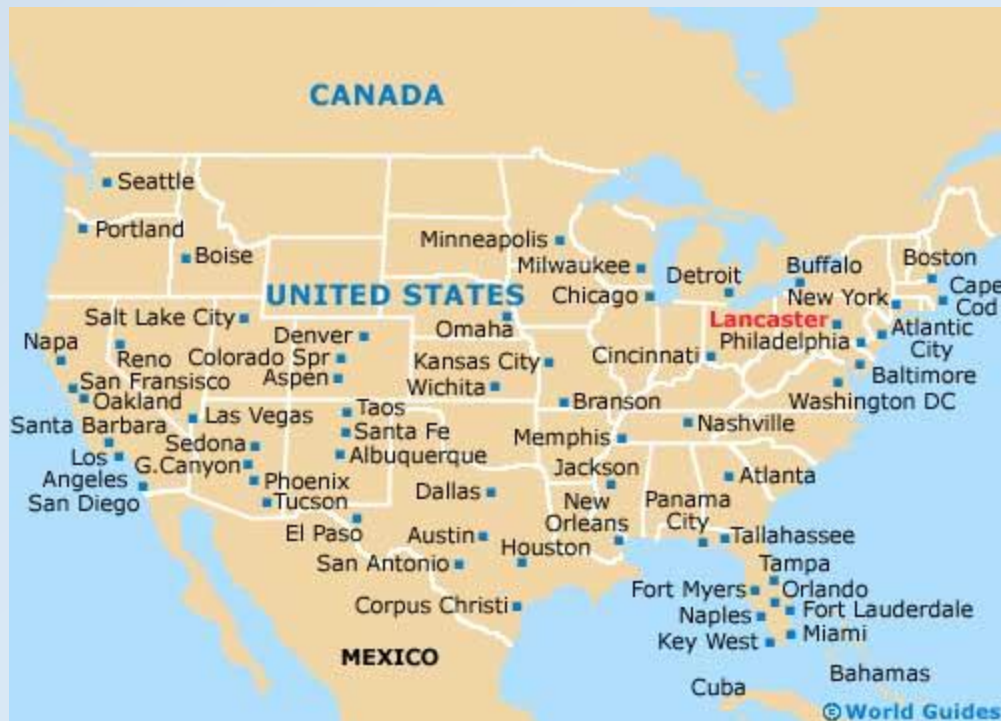 CANADA
Seattle
Portland
Boise
Minneapolis
Milwaukee
Detroit
Buffalo
Boston
Cape
Cod
UNITED STATES
Chicago
New York
Salt Lake City
Denver
Omaha
Lancaster
Atlantic
City
Napa
Reno
Colorado Spr
Kansas City
Cincinnati
Philadelphia
Baltimore
San Fransisco
Aspen
Wichita
Washington DC
Oakland
Las Vegas
Taos
Branson
Santa Barbara
Santa Fe
Nashville
Sedona
Memphis
Los
Angeles
G.Canyon
Albuquerque
Jackson
Atlanta
Phoenix
San Diego
Tucson
Dallas
New
Orleans
Panama
City
El Paso
Austin
Houston
Tallahassee
San Antonio
Tampa
Fort Myers
Orlando
Corpus Christi
Naples
Fort Lauderdale
Key West
Miami
MEXICO
Bahamas
Cuba
© World Guides